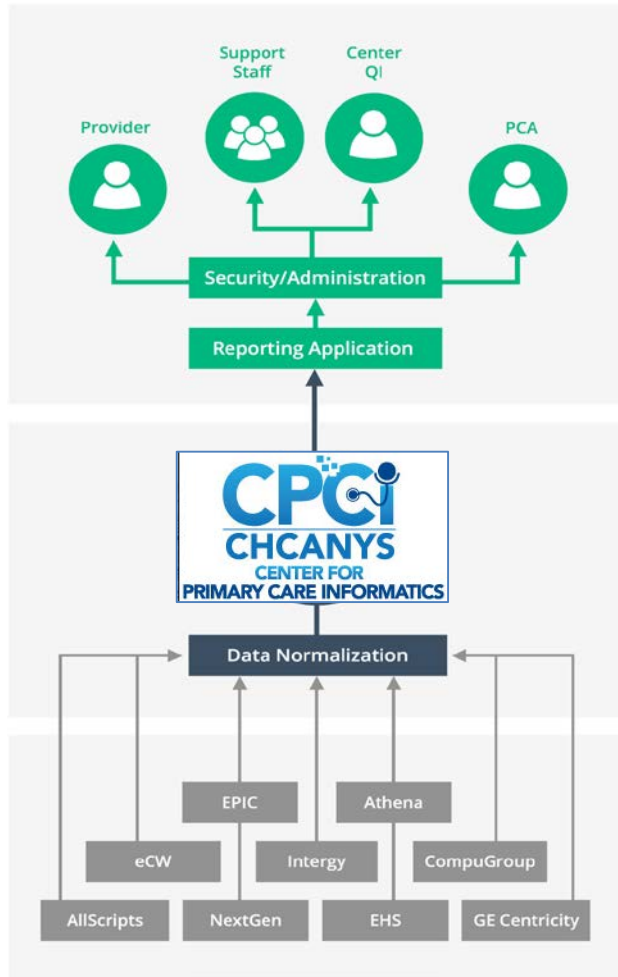 Support
Staff
Center
QI
Provider
PCA
Security/Administration
Reporting Application
CPCi
CHCANYS
CENTER FOR
PRIMARY CARE INFORMATICS
Data Normalization
EPIC
Athena
eCW
Intergy
CompuGroup
AllScripts
NextGen
EHS
GE Centricity